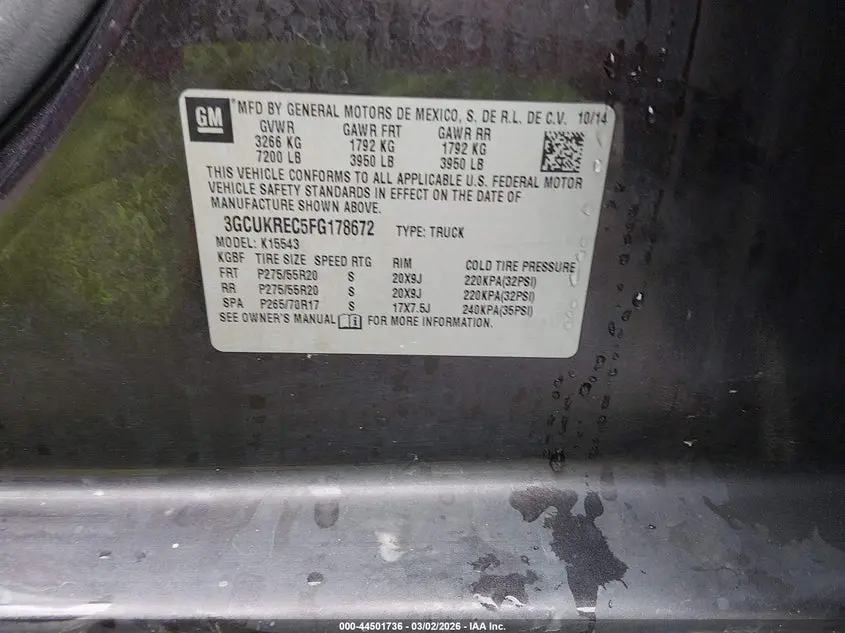 GM ® MFD BY GENERAL MOTORS DE MEXICO, S. DE R.L. DE C.V. 10/14
GVWR GAWR FRT GAWR RR
3266 KG 1792 KG 1792 KG
7200 LB 3950 LB 3950 LB
THIS VEHICLE CONFORMS TO ALL APPLICABLE U.S. FEDERAL MOTOR
VEHICLE SAFETY STANDARDS IN EFFECT ON THE DATE OF
MANUFACTURE SHOWN ABOVE.
3GCUKREC5FG178672 TYPE: TRUCK
MODEL: K15543
KGBF TIRE SIZE SPEED RTG RIM COLD TIRE PRESSURE
FRT P275/55R20 S 20X9J 220KPA(32PSI)
RR P275/55R20 S 20X9J 220KPA(32PSI)
SPA P265/70R17 S 17X7.5J 240KPA(35PSI)
SEE OWNER'S MANUAL FOR MORE INFORMATION.
000-44501736 - 03/02/2026 - IAA Inc.